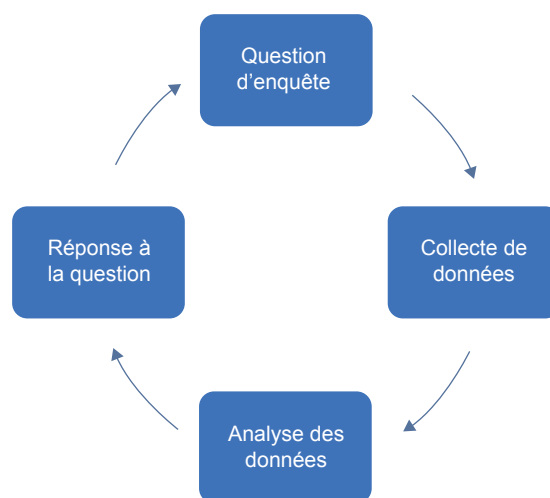 Question
d’enquête
Collecte de
données
Analyse des
données
Réponse à
la question